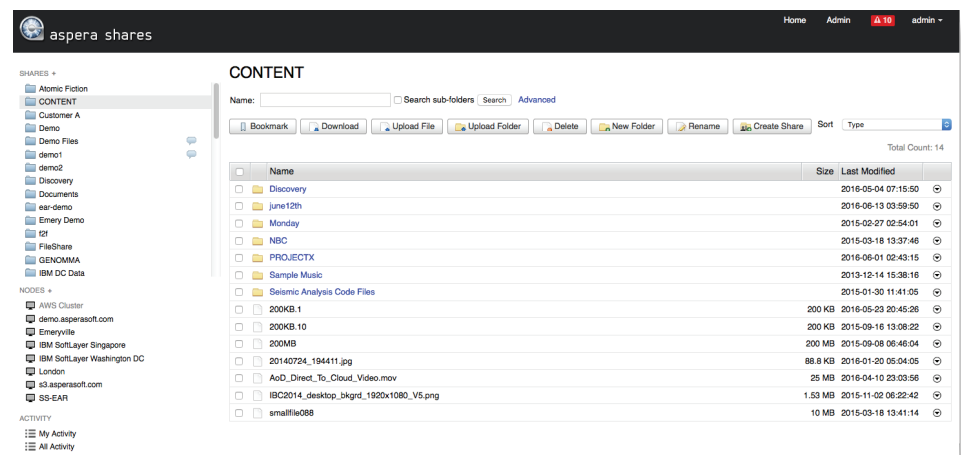 Home Admin 10 admin
aspera shares
SHARES +
Atomic Fiction
CONTENT
Customer A
Demo
Demo Files
demo1
demo2
Discovery
Documents
ear-demo
Emery Demo
f2f
FileShare
GENOMMA
IBM DC Data
NODES +
AWS Cluster
demo.asperasoft.com
Emeryville
IBM SoftLayer Singapore
IBM SoftLayer Washington DC
London
s3.asperasoft.com
SS-EAR
ACTIVITY
My Activity
All Activity
CONTENT
Name: Search sub-folders Search Advanced
Bookmark Download Upload File Upload Folder Delete New Folder Rename Create Share Sort Type
Total Count: 14
Name Size Last Modified
Discovery 2016-05-04 07:15:50
june12th 2016-06-13 03:59:50
Monday 2015-02-27 02:54:01
NBC 2015-03-18 13:37:46
PROJECTX 2016-06-01 02:43:15
Sample Music 2013-12-14 15:38:16
Seismic Analysis Code Files 2015-01-30 11:41:05
200KB.1 200 KB 2016-05-23 20:45:26
200KB.10 200 KB 2015-09-16 13:08:22
200MB 200 MB 2015-09-08 06:46:04
20140724_194411.jpg 88.8 KB 2016-01-20 05:04:05
AoD_Direct_To_Cloud_Video.mov 25 MB 2016-04-10 23:03:56
IBC2014_desktop_bkgrd_1920x1080_V5.png 1.53 MB 2015-11-02 06:22:42
smallfile088 10 MB 2015-03-18 13:41:14